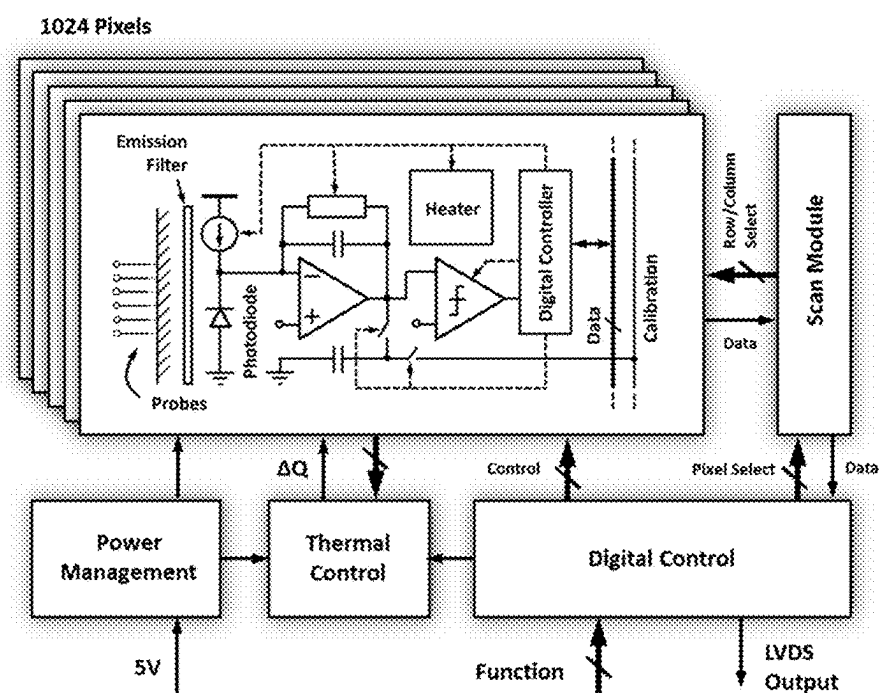 1024 Pixels
Emission
Filter
Heater
Digital Controller
Photodiode
Probes
Data
Calibration
Row/Column
Select
Data
Scan Module
ΔQ
Control
Pixel Select
Data
Power
Management
Thermal
Control
Digital Control
5V
Function
LVDS
Output